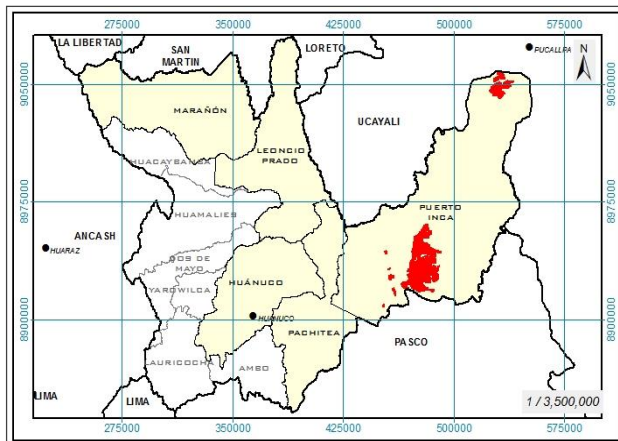 275000 350000 425000 500000 575000
LA LIBERTAD
SAN
MARTIN
LORETO
PUCALLPA
N
9050000
9050000
MARAÑÓN
UCAYALI
LEONCIO
PRADO
HUACAYBAMBA
8975000
8975000
HUAMALIES
PUERTO
INCA
ANCASH
HUARAZ
DOS DE
MAYO
YAROWILCA
HUÁNUCO
HUÁNUCO
8900000
8900000
PACHITEA
PASCO
LAURICOCHA
AMBO
LIMA
LIMA
1 / 3,500,000
275000 350000 425000 500000 575000